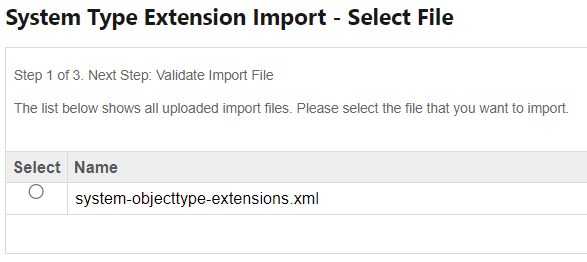 System Type Extension Import - Select File
Step 1 of 3. Next Step: Validate Import File
The list below shows all uploaded import files. Please select the file that you want to import.
Select Name
system-objecttype-extensions.xml